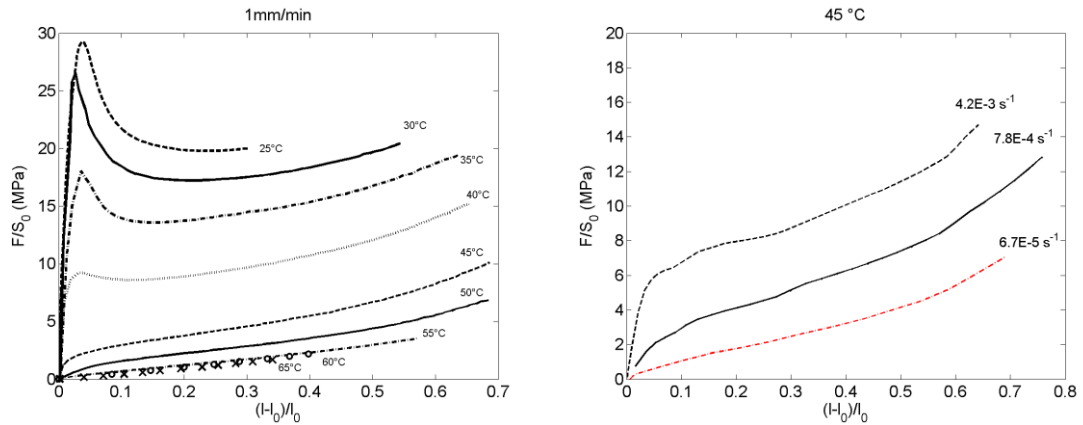 1mm/min
30
25
20
15
10
5
0
F/S₀ (MPa)
25°C
30°C
35°C
40°C
45°C
50°C
55°C
60°C
65°C
0 0.1 0.2 0.3 0.4 0.5 0.6 0.7
(l-l₀)/l₀
45 °C
20
18
16
14
12
10
8
6
4
2
0
F/S₀ (MPa)
4.2E-3 s⁻¹
7.8E-4 s⁻¹
6.7E-5 s⁻¹
0 0.1 0.2 0.3 0.4 0.5 0.6 0.7 0.8
(l-l₀)/l₀